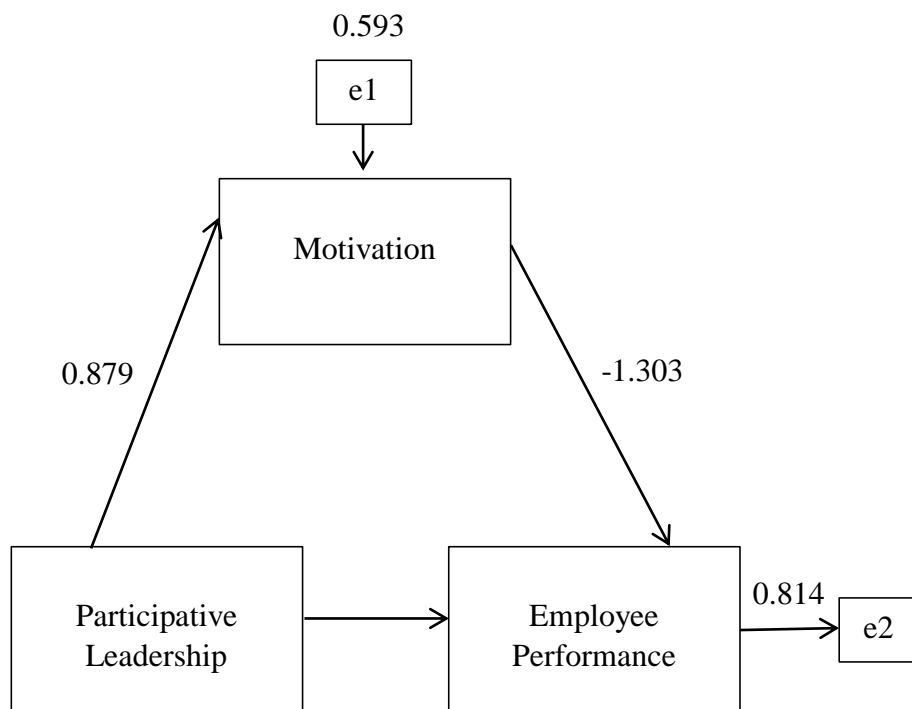 0.593
e1
Motivation
0.879
-1.303
Participative
Leadership
Employee
Performance
0.814
e2